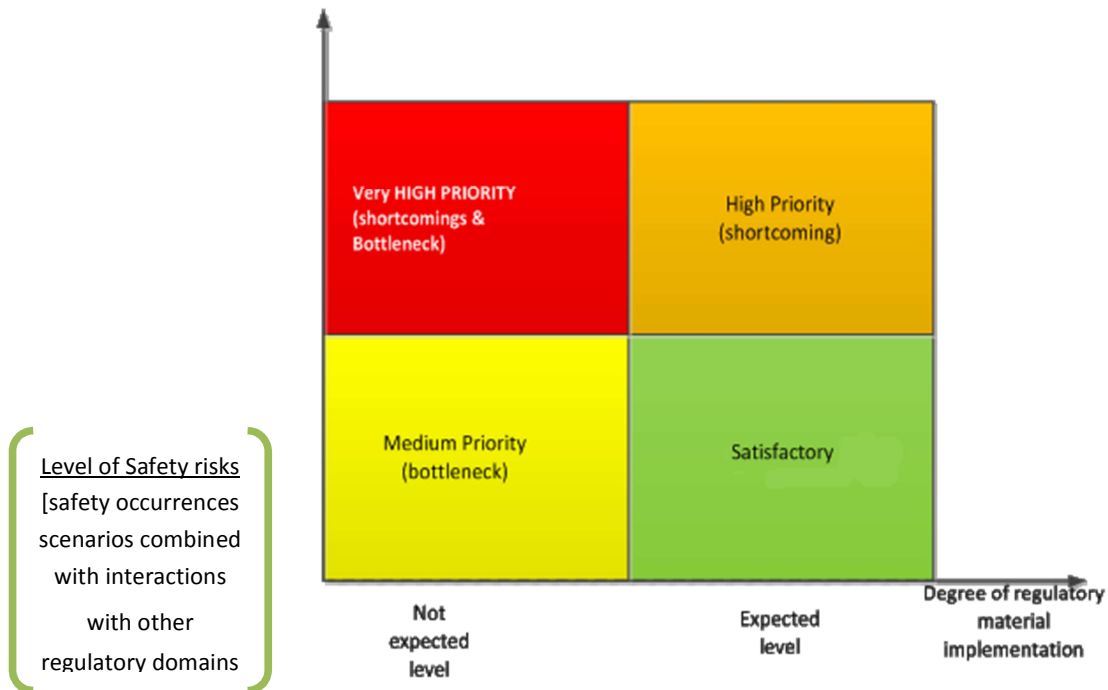 Very HIGH PRIORITY
(shortcomings &
Bottleneck)
High Priority
(shortcoming)
Medium Priority
(bottleneck)
Satisfactory
Level of Safety risks
[safety occurrences
scenarios combined
with interactions
with other
regulatory domains
Not
expected
level
Expected
level
Degree of regulatory
material
implementation